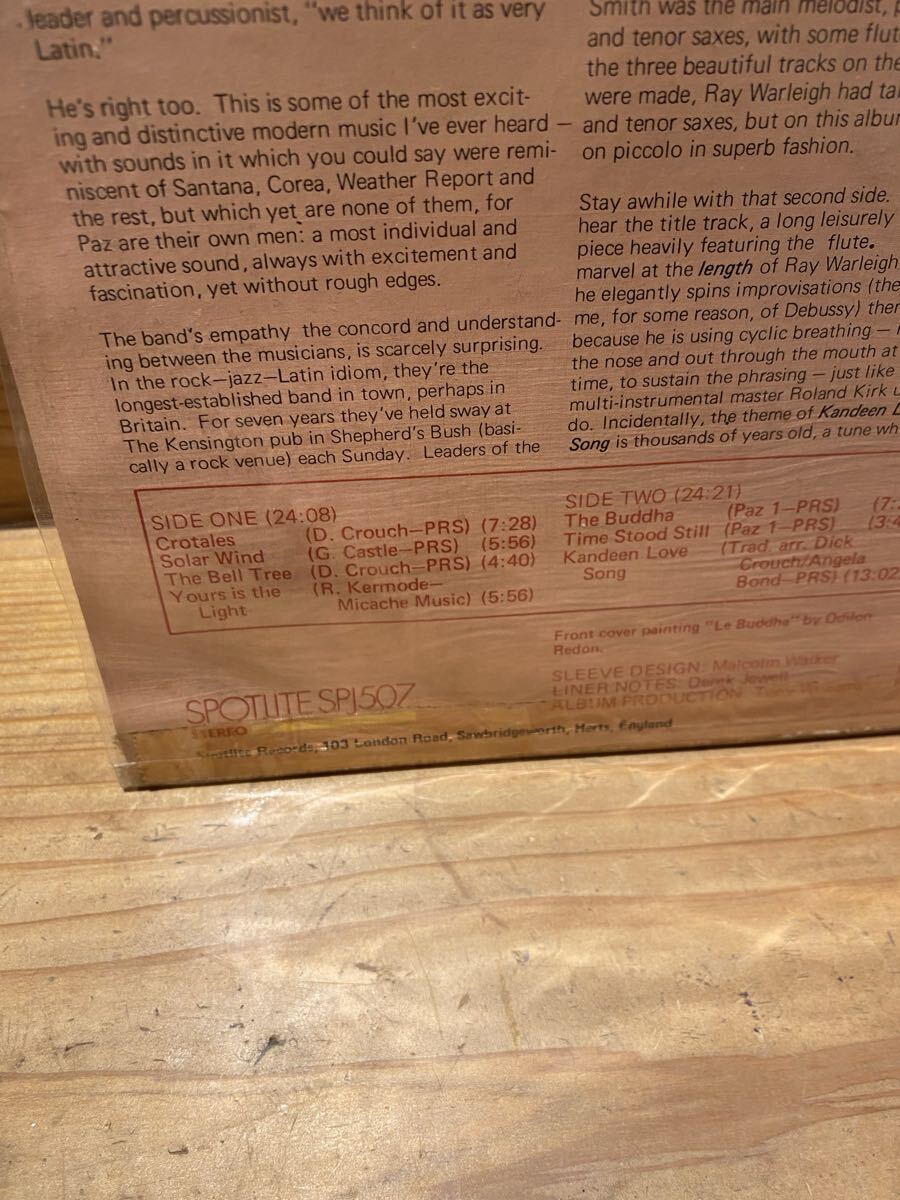 leader and percussionist, "we think of it as very
Latin."
He's right too. This is some of the most excit-
ing and distinctive modern music I've ever heard —
with sounds in it which you could say were remi-
niscent of Santana, Corea, Weather Report and
the rest, but which yet are none of them, for
Paz are their own men: a most individual and
attractive sound, always with excitement and
fascination, yet without rough edges.
The band's empathy the concord and understand-
ing between the musicians, is scarcely surprising.
In the rock—jazz—Latin idiom, they're the
longest-established band in town, perhaps in
Britain. For seven years they've held sway at
The Kensington pub in Shepherd's Bush (basi-
cally a rock venue) each Sunday. Leaders of the
Smith was the main melodist,
and tenor saxes, with some
the three beautiful tracks on
were made, Ray Warleigh had
and tenor saxes, but on this
on piccolo in superb fashion.
Stay awhile with that second side.
hear the title track, a long leisurely
piece heavily featuring the flute.
marvel at the length of Ray Warleigh
he elegantly spins improvisations
me, for some reason, of Debussy)
because he is using cyclic breathing —
the nose and out through the mouth at
time, to sustain the phrasing — just like
multi-instrumental master Roland Kirk
do. Incidentally, the theme of Kandeen
Song is thousands of years old, a tune
SIDE ONE (24:08)
Crotales (D. Crouch—PRS) (7:28)
Solar Wind (G. Castle—PRS) (5:56)
The Bell Tree (D. Crouch—PRS) (4:40)
Yours is the (R. Kermode—
Light Micache Music) (5:56)
SIDE TWO (24:21)
The Buddha (Paz 1—PRS)
Time Stood Still (Paz 1—PRS)
Kandeen Love (Trad. arr. Dick
Song Crouch/Angela
Bond—PRS) (13:02
Front cover painting "Le Buddha" by Odilon
Redon.
SLEEVE DESIGN: Malcolm Walker
LINER NOTES: Derek Jewell
ALBUM PRODUCTION: Tony Williams
SPOTLITE SPJ507
STEREO
Spotlite Records, 103 London Road, Sawbridgeworth, Herts, England